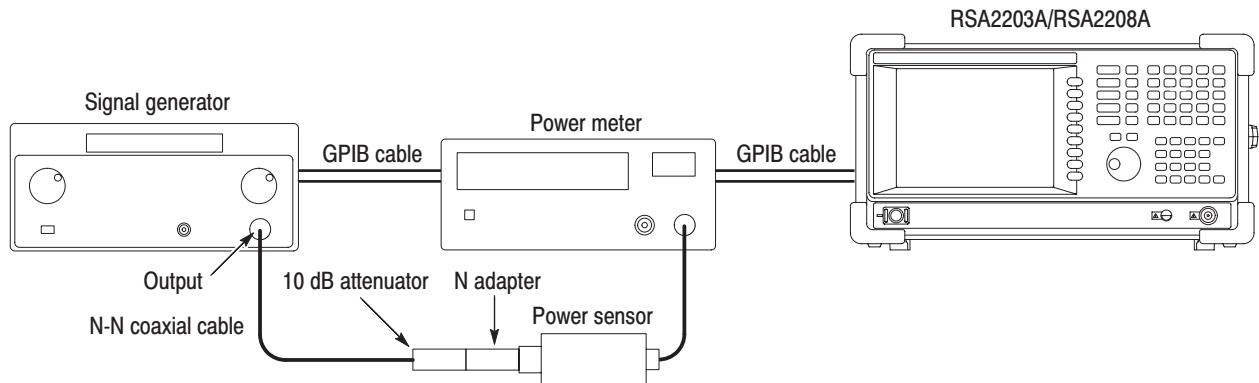 RSA2203A/RSA2208A
Signal generator
Power meter
GPIB cable
GPIB cable
Output
10 dB attenuator
N adapter
N-N coaxial cable
Power sensor